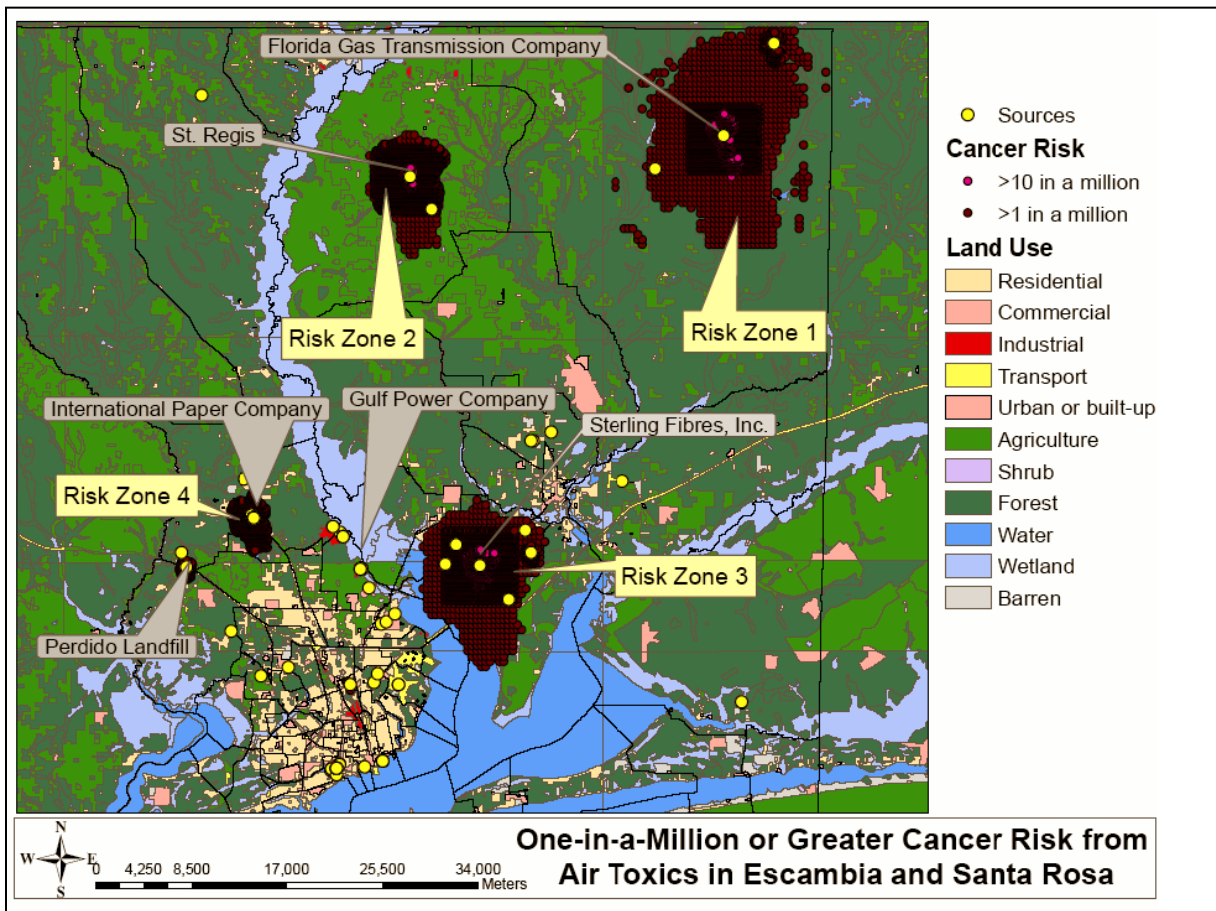 Florida Gas Transmission Company
St. Regis
Risk Zone 2
Risk Zone 1
International Paper Company
Gulf Power Company
Sterling Fibres, Inc.
Risk Zone 4
Risk Zone 3
Perdido Landfill
Sources
Cancer Risk
>10 in a million
>1 in a million
Land Use
Residential
Commercial
Industrial
Transport
Urban or built-up
Agriculture
Shrub
Forest
Water
Wetland
Barren
N
W E
S
0 4,250 8,500 17,000 25,500 34,000
Meters
One-in-a-Million or Greater Cancer Risk from
Air Toxics in Escambia and Santa Rosa